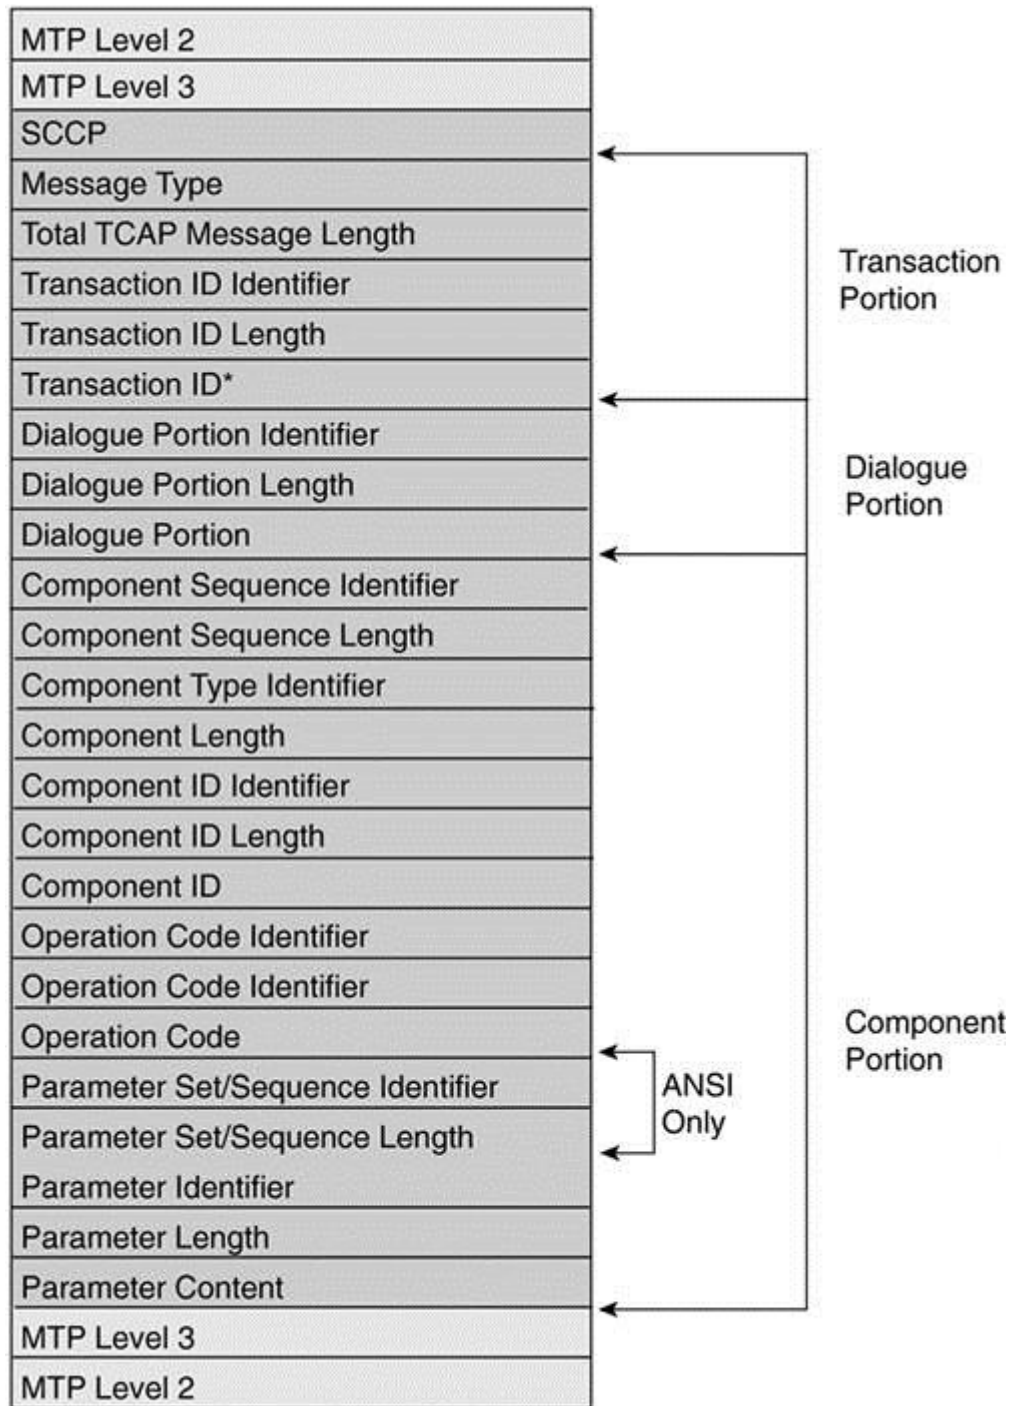 MTP Level 2
MTP Level 3
SCCP
Message Type
Total TCAP Message Length
Transaction ID Identifier
Transaction ID Length
Transaction ID*
Dialogue Portion Identifier
Dialogue Portion Length
Dialogue Portion
Component Sequence Identifier
Component Sequence Length
Component Type Identifier
Component Length
Component ID Identifier
Component ID Length
Component ID
Operation Code Identifier
Operation Code Identifier
Operation Code
Parameter Set/Sequence Identifier
Parameter Set/Sequence Length
Parameter Identifier
Parameter Length
Parameter Content
MTP Level 3
MTP Level 2
ANSI
Only
Transaction
Portion
Dialogue
Portion
Component
Portion